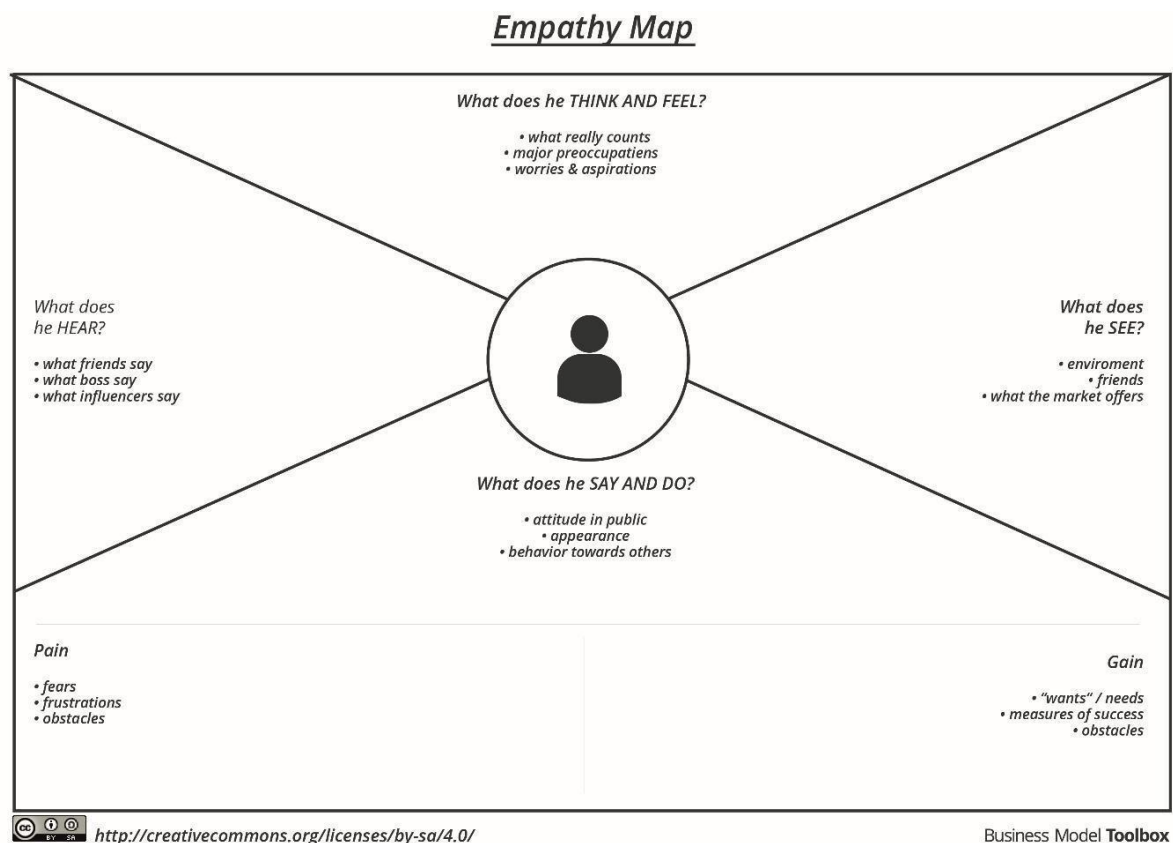 Empathy Map
What does he THINK AND FEEL?
• what really counts
• major preoccupatiens
• worries & aspirations
What does
he HEAR?
• what friends say
• what boss say
• what influencers say
What does
he SEE?
• enviroment
• friends
• what the market offers
What does he SAY AND DO?
• attitude in public
• appearance
• behavior towards others
Pain
• fears
• frustrations
• obstacles
Gain
• “wants“ / needs
• measures of success
• obstacles
cc BY SA
http://creativecommons.org/licenses/by-sa/4.0/
Business Model Toolbox